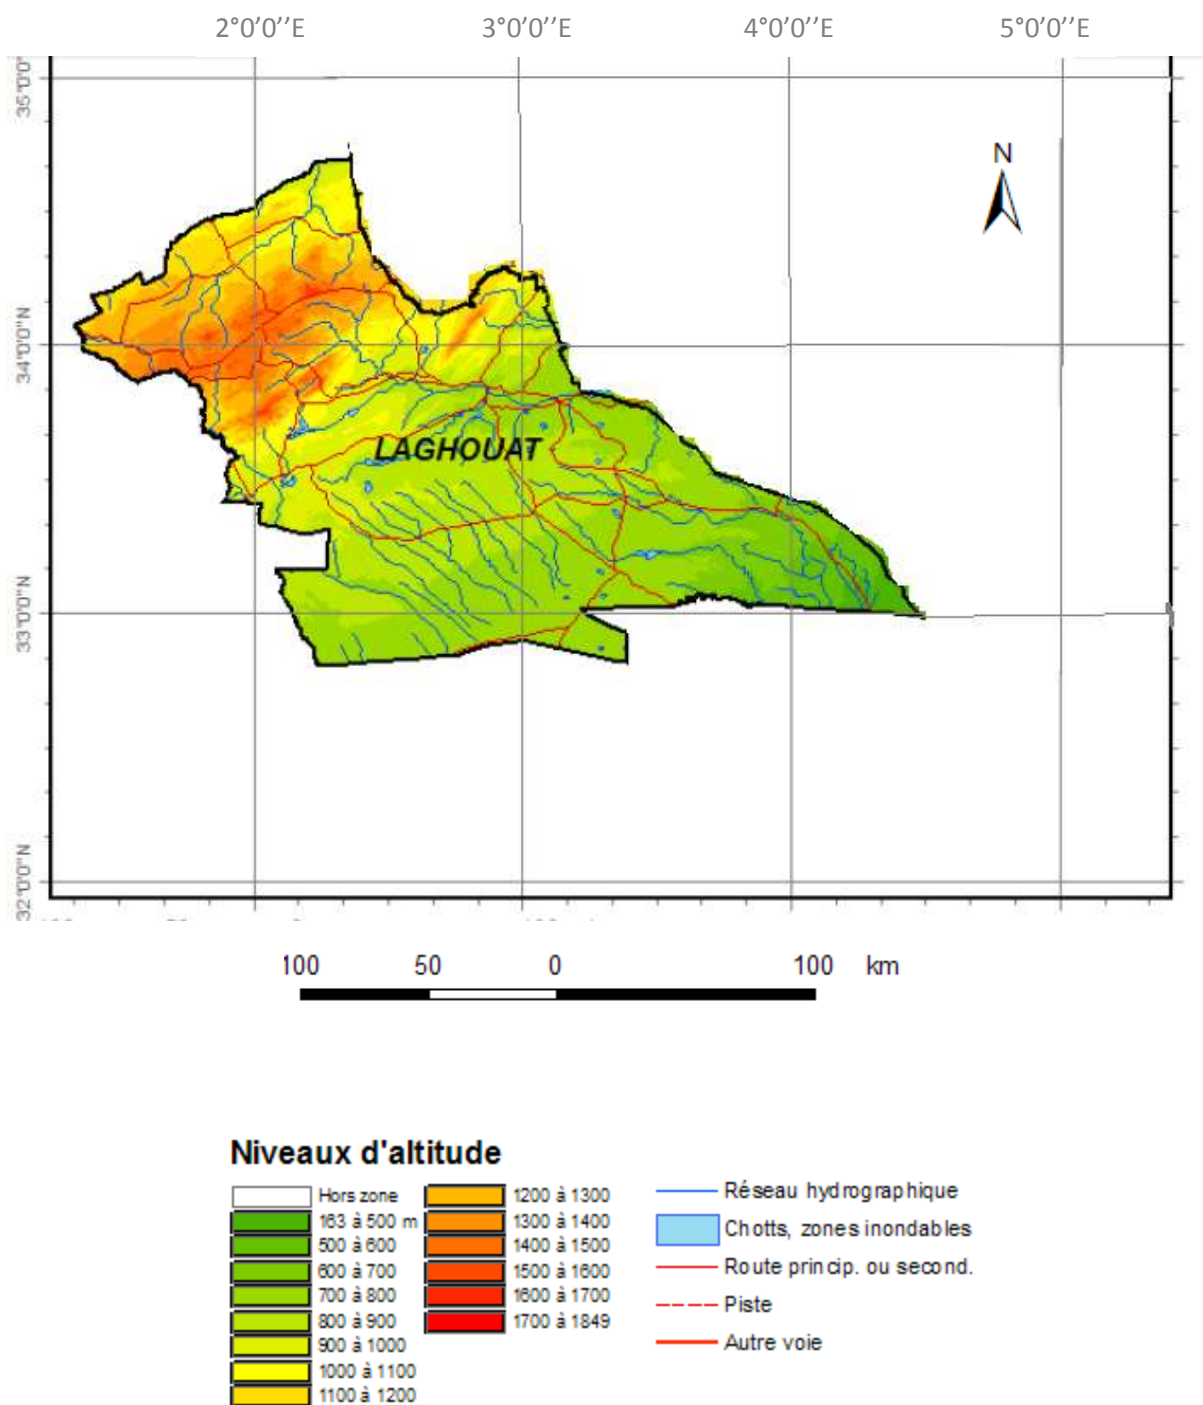 2°0'0''E 3°0'0''E 4°0'0''E 5°0'0''E
35°0'0"
N
34°0'0"N
LAGHOUAT
33°0'0"N
32°0'0"N
100 50 0 100 km
Niveaux d'altitude
Hors zone
163 à 500 m
500 à 600
600 à 700
700 à 800
800 à 900
900 à 1000
1000 à 1100
1100 à 1200
1200 à 1300
1300 à 1400
1400 à 1500
1500 à 1600
1600 à 1700
1700 à 1849
Réseau hydrographique
Chotts, zones inondables
Route princip. ou second.
Piste
Autre voie